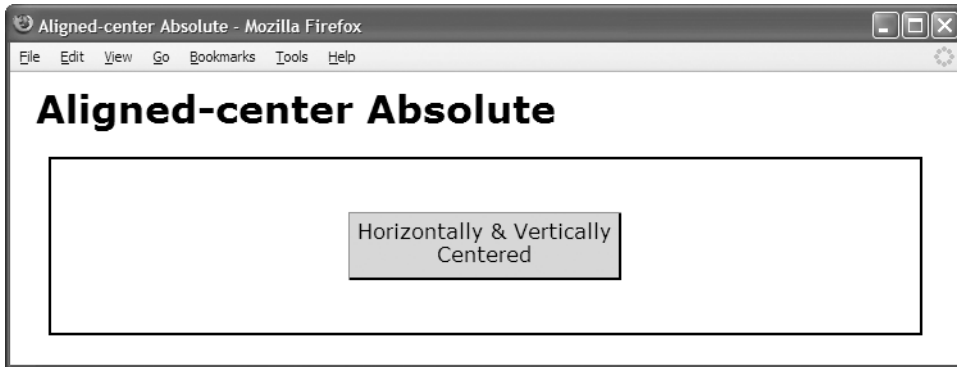 Aligned-center Absolute - Mozilla Firefox
File Edit View Go Bookmarks Tools Help
Aligned-center Absolute
Horizontally & Vertically
Centered